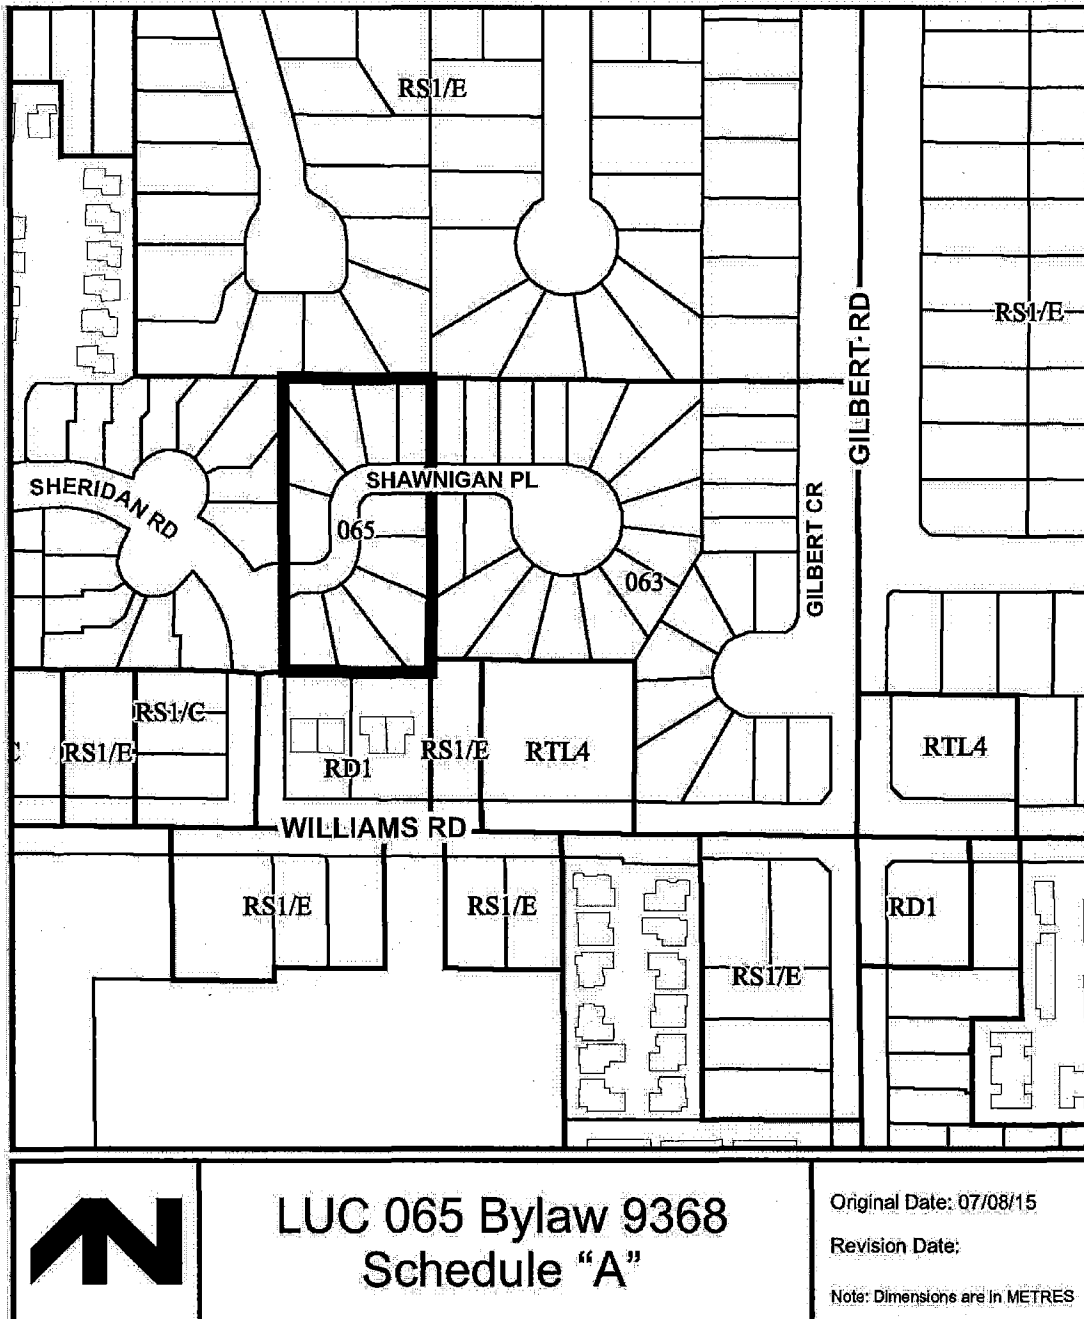 RS1/E
RS1/E
GILBERT RD
SHERIDAN RD
SHAWNIGAN PL
065
063
GILBERT CR
RS1/C
C
RS1/E
RD1
RS1/E
RTL4
RTL4
WILLIAMS RD
RS1/E
RS1/E
RD1
RS1/E
LUC 065 Bylaw 9368
Schedule “A”
Original Date: 07/08/15
Revision Date:
Note: Dimensions are in METRES